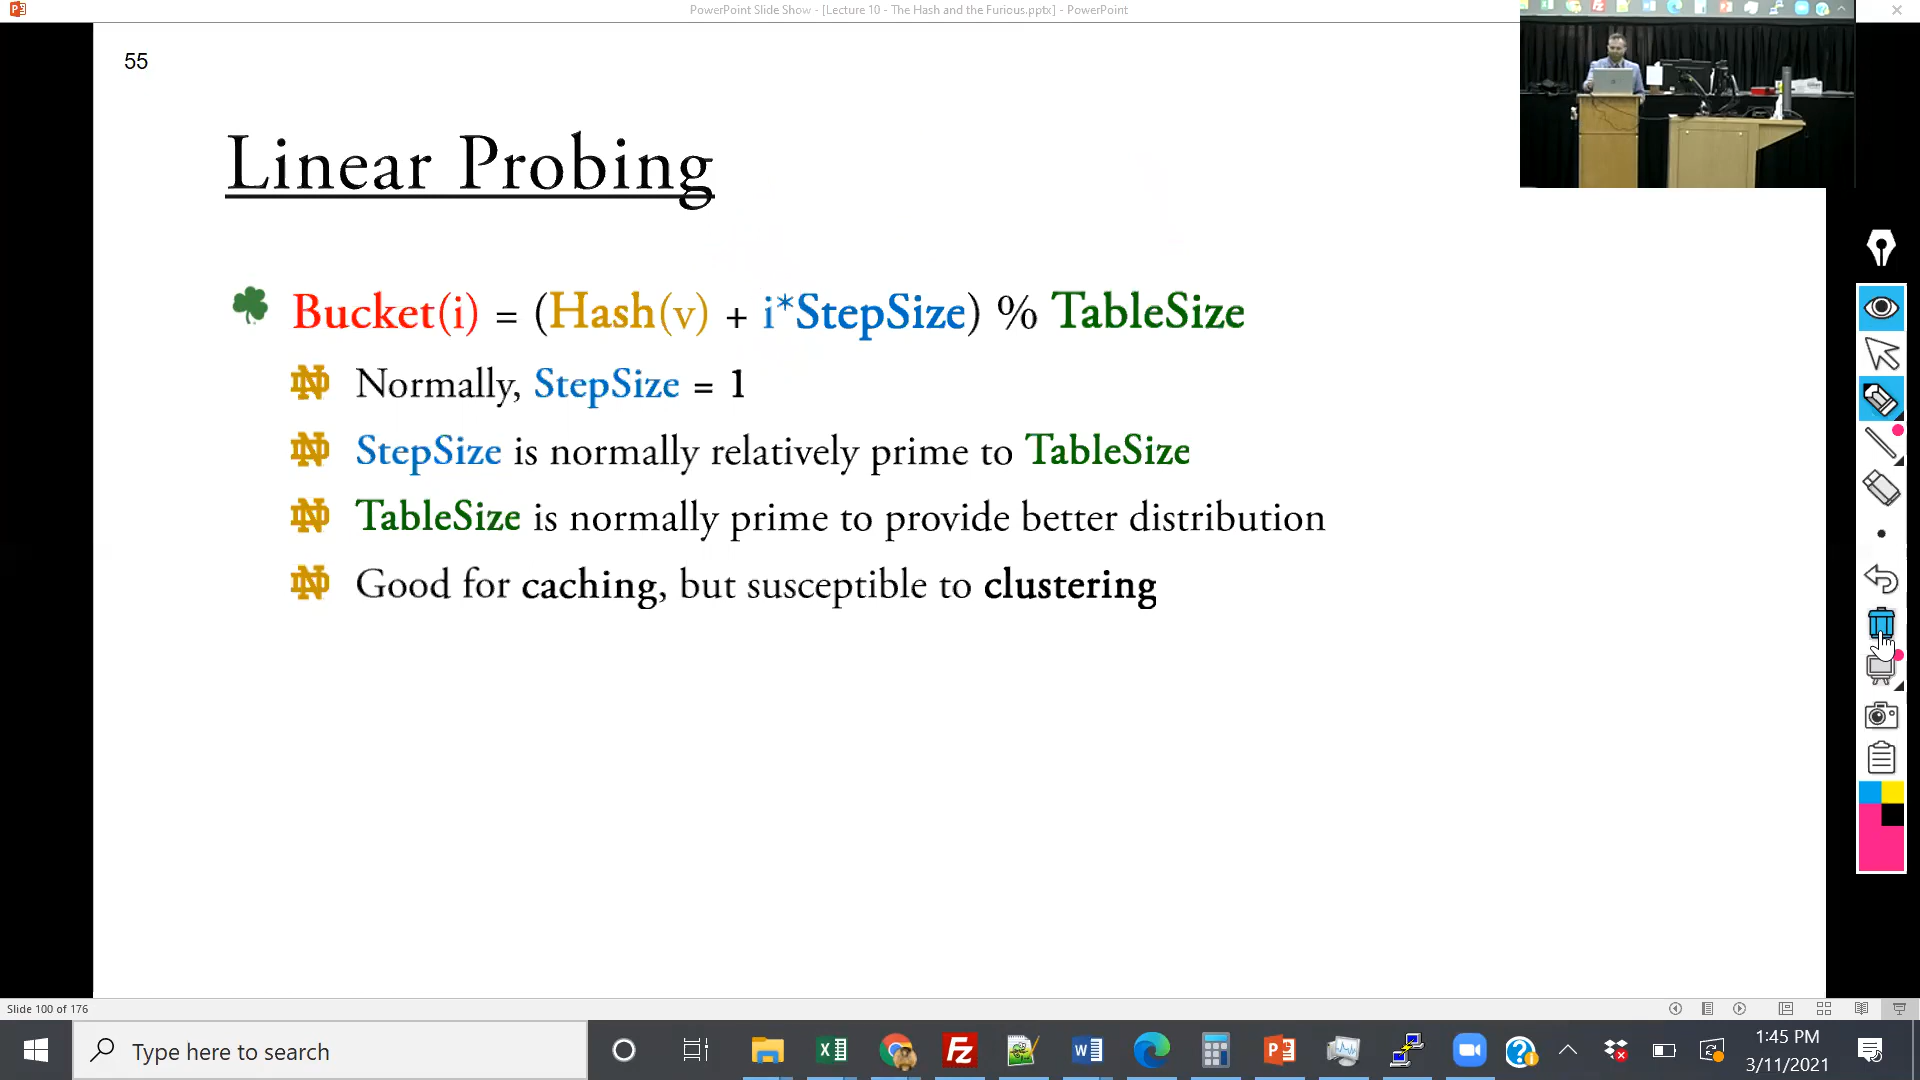 PowerPoint Slide Show - [Lecture 10 - The Hash and the Furious.pptx] - PowerPoint
55
Linear Probing
Bucket(i) = (Hash(v) + i*StepSize) % TableSize
Normally, StepSize = 1
StepSize is normally relatively prime to TableSize
TableSize is normally prime to provide better distribution
Good for caching, but susceptible to clustering
Slide 100 of 176
Type here to search
1:45 PM
3/11/2021